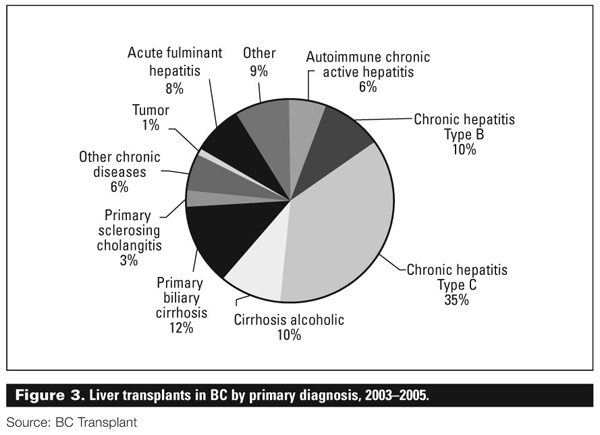 Acute fulminant
hepatitis
8%
Other
9%
Autoimmune chronic
active hepatitis
6%
Tumor
1%
Chronic hepatitis
Type B
10%
Other chronic
diseases
6%
Primary
sclerosing
cholangitis
3%
Chronic hepatitis
Type C
35%
Primary
biliary
cirrhosis
12%
Cirrhosis alcoholic
10%
Figure 3. Liver transplants in BC by primary diagnosis, 2003–2005.
Source: BC Transplant